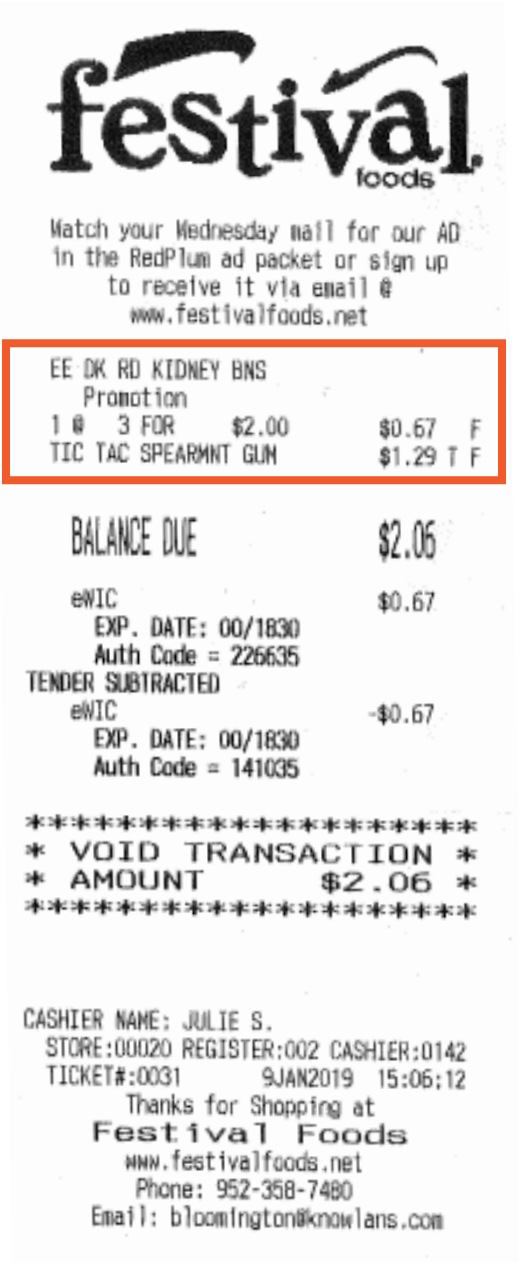 festival
foods
Watch your Wednesday mail for our AD
in the RedPlum ad packet or sign up
to receive it via email @
www.festivalfoods.net
EE DK RD KIDNEY BNS
Promotion
1 @ 3 FOR $2.00 $0.67 F
TIC TAC SPEARMNT GUM $1.29 T F
BALANCE DUE $2.06
eWIC $0.67
EXP. DATE: 00/1830
Auth Code = 226635
TENDER SUBTRACTED
eWIC -$0.67
EXP. DATE: 00/1830
Auth Code = 141035
********************
* VOID TRANSACTION *
* AMOUNT $2.06 *
********************
CASHIER NAME: JULIE S.
STORE:00020 REGISTER:002 CASHIER:0142
TICKET#:0031 9JAN2019 15:06:12
Thanks for Shopping at
Festival Foods
www.festivalfoods.net
Phone: 952-358-7480
Email: bloomington@knowlans.com